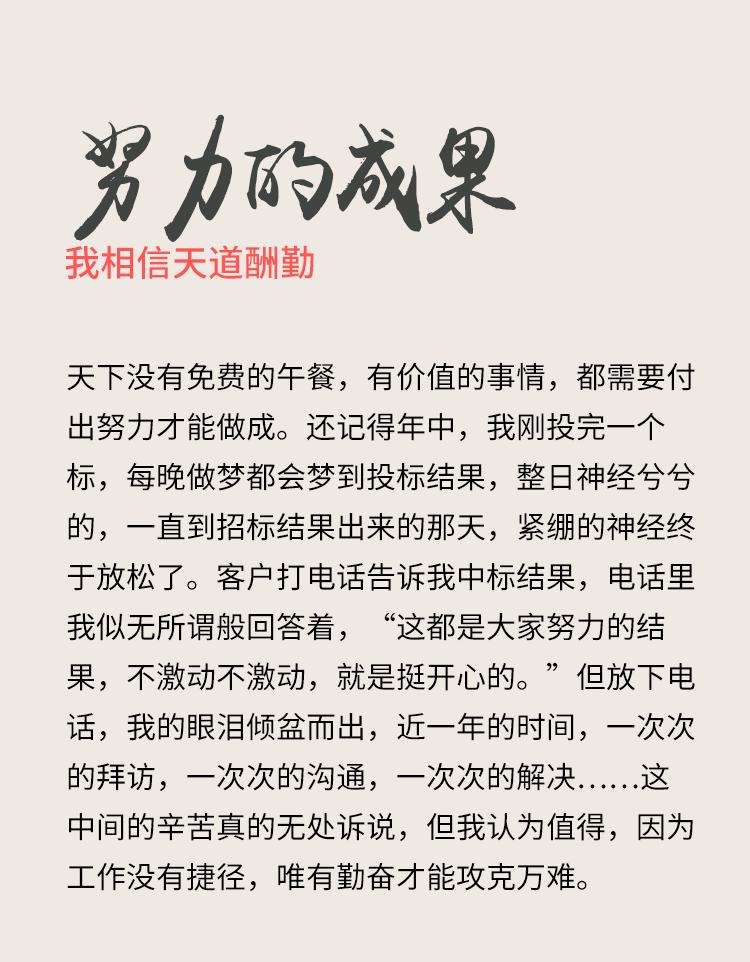 努力的成果
我相信天道酬勤
天下没有免费的午餐，有价值的事情，都需要付
出努力才能做成。还记得年中，我刚投完一个
标，每晚做梦都会梦到投标结果，整日神经兮兮
的，一直到招标结果出来的那天，紧绷的神经终
于放松了。客户打电话告诉我中标结果，电话里
我似无所谓般回答着，“这都是大家努力的结
果，不激动不激动，就是挺开心的。”但放下电
话，我的眼泪倾盆而出，近一年的时间，一次次
的拜访，一次次的沟通，一次次的解决……这
中间的辛苦真的无处诉说，但我认为值得，因为
工作没有捷径，唯有勤奋才能攻克万难。